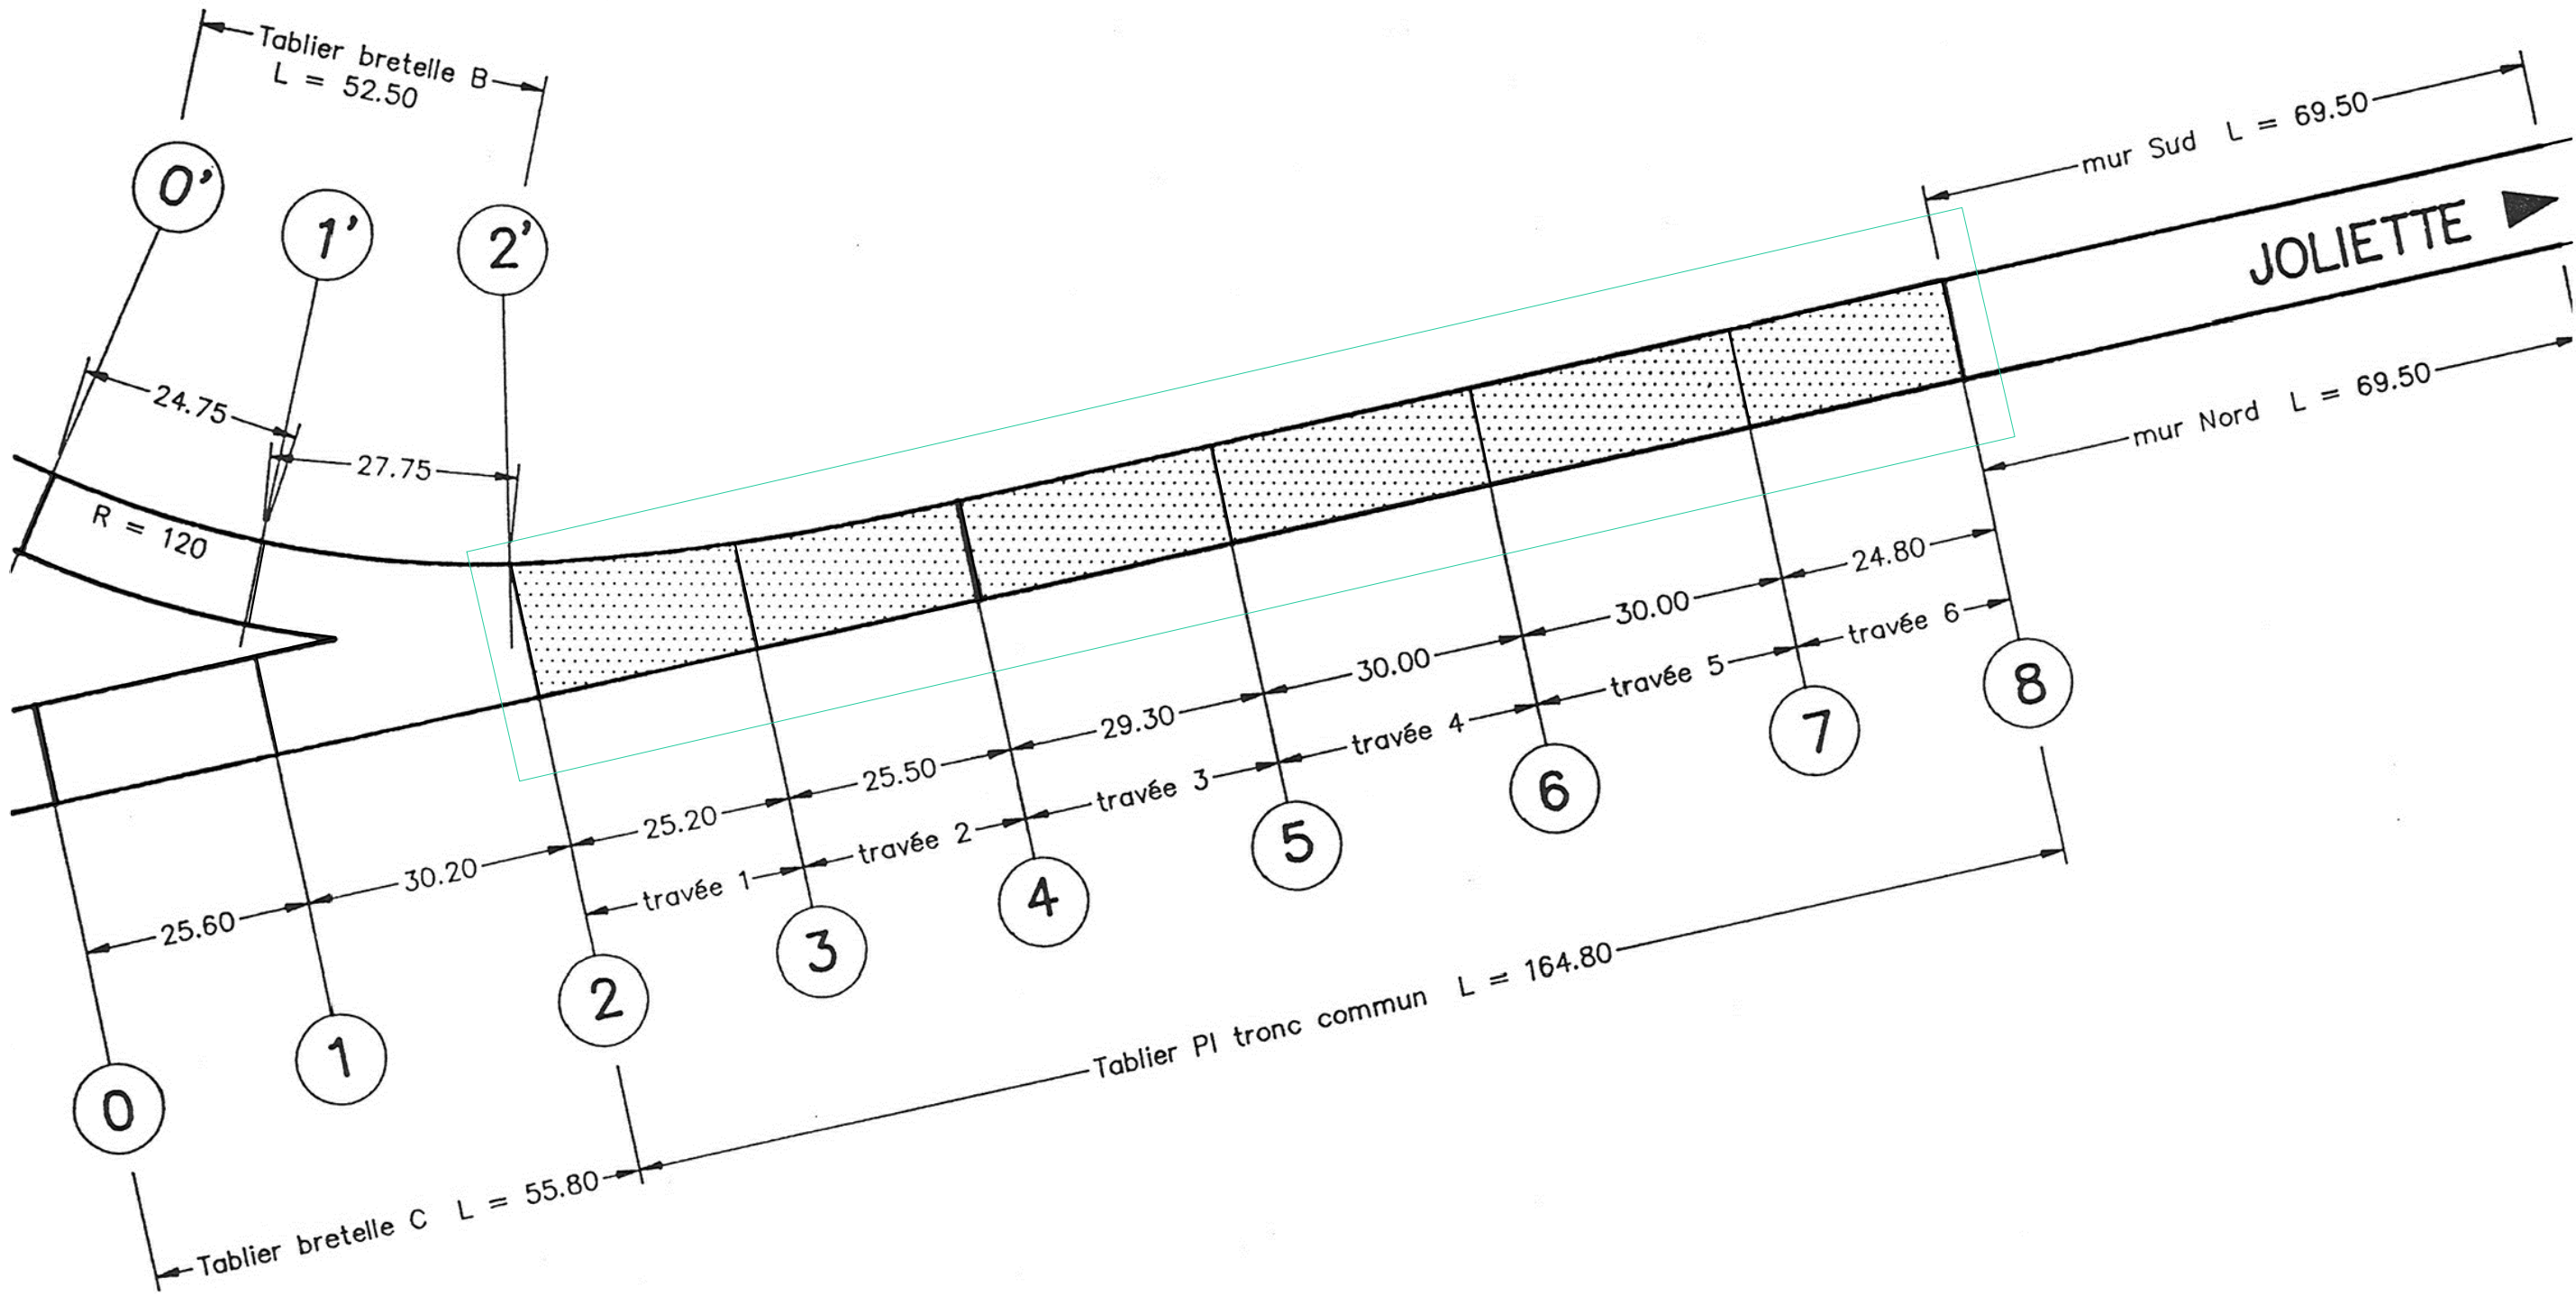 Tablier bretelle B
L = 52.50
mur Sud L = 69.50
0'
1'
2'
JOLIETTE
24.75
27.75
R = 120
mur Nord L = 69.50
24.80
30.00
travée 6
30.00
travée 5
29.30
travée 4
25.50
travée 3
25.20
travée 2
30.20
travée 1
25.60
8
7
6
5
4
3
2
1
0
Tablier PI tronc commun L = 164.80
Tablier bretelle C L = 55.80